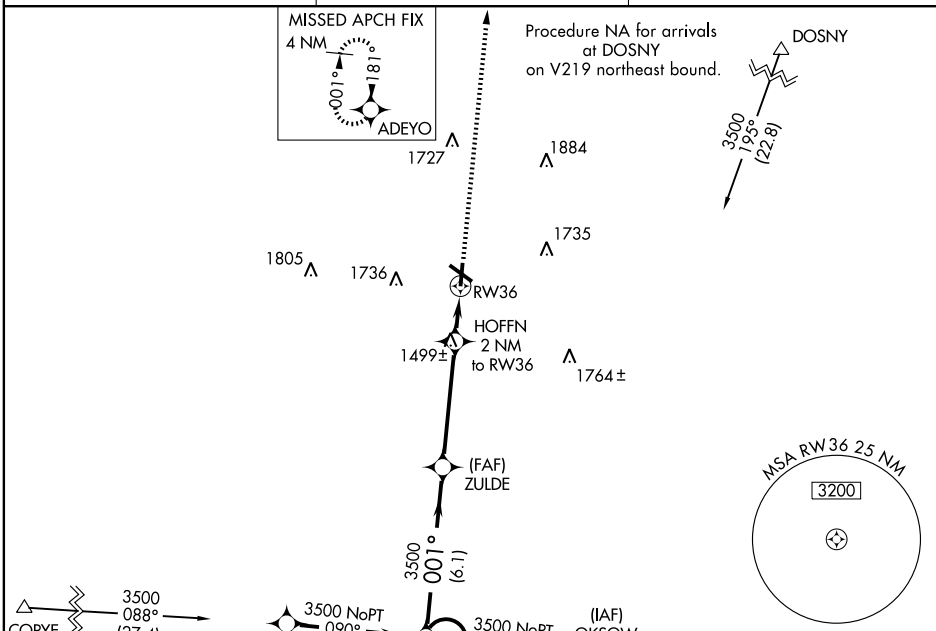 MISSED APCH FIX
4 NM
001°
181°
ADEYO
Procedure NA for arrivals
at DOSNY
on V219 northeast bound.
DOSNY
3500
195°
(22.8)
1727
1884
1735
1805
1736
RW36
HOFFN
2 NM
to RW36
1499±
1764±
(FAF)
ZULDE
MSA RW36 25 NM
3200
3500
001°
(6.1)
3500
088°
3500 NoPT
090°
3500 NoPT
(IAF)